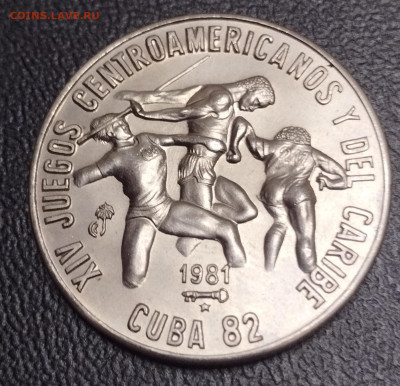 COINS.LAVE.RU
XIV JUEGOS CENTROAMERICANOS Y DEL CARIBE
1981
CUBA 82